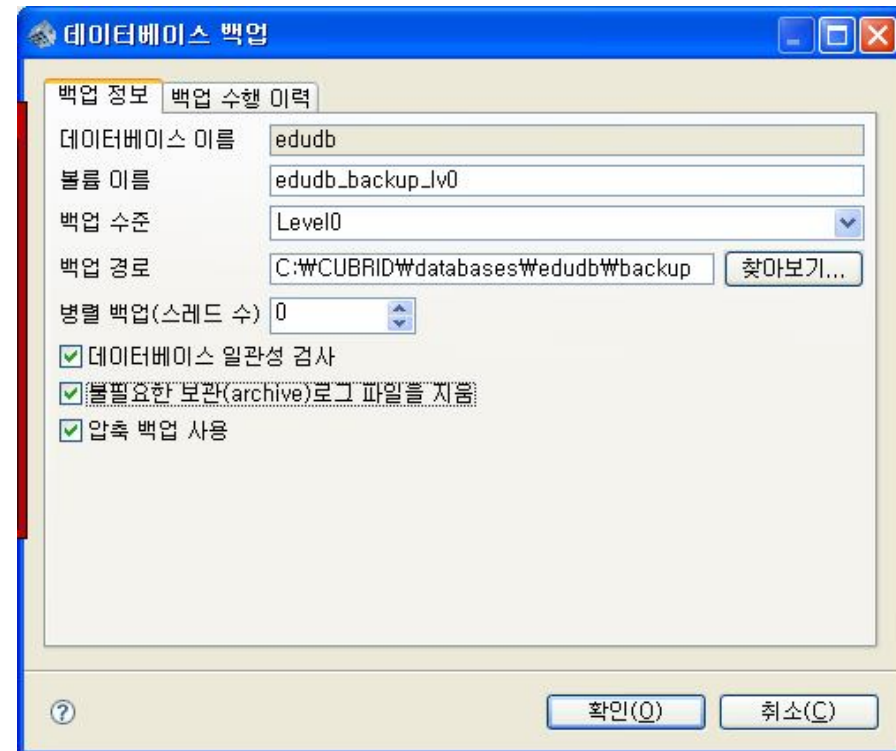 데이터베이스 백업
백업 정보 백업 수행 이력
데이터베이스 이름 edudb
볼륨 이름 edudb_backup_lv0
백업 수준 Level0
백업 경로 C:₩CUBRID₩databases₩edudb₩backup 찾아보기...
병렬 백업(스레드 수) 0
데이터베이스 일관성 검사
불필요한 보관(archive)로그 파일을 지움
압축 백업 사용
확인(O) 취소(C)